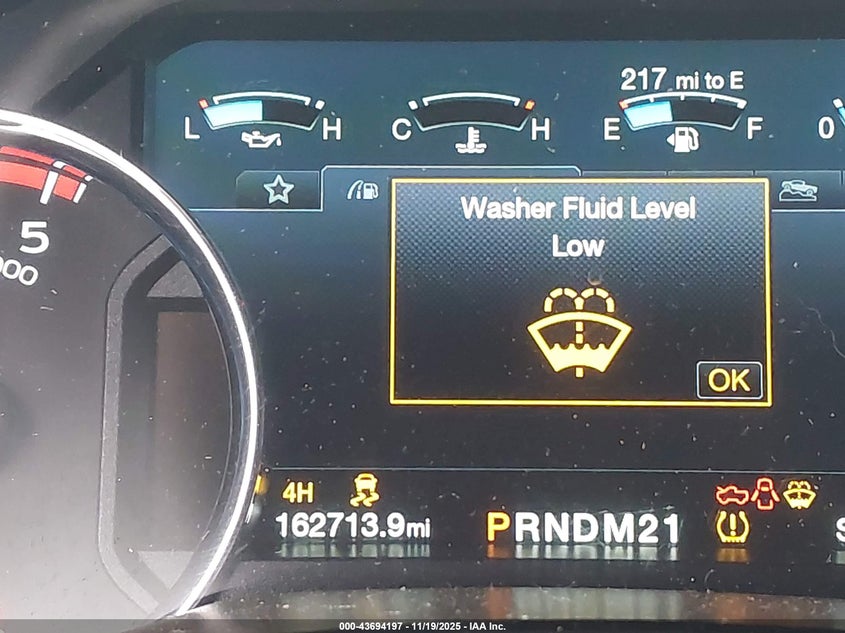 217 mi to E
L H C H E F 0
Washer Fluid Level
Low
OK
5
4H
162713.9mi
PRNDM21
000-43694197 - 11/19/2025 - IAA Inc.